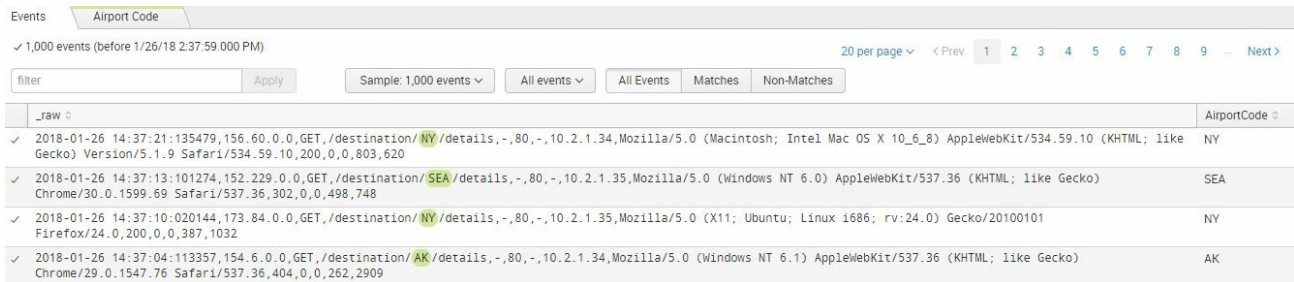 Events Airport Code
✓ 1,000 events (before 1/26/18 2:37:59.000 PM) 20 per page < Prev 1 2 3 4 5 6 7 8 9 ... Next >
filter Apply Sample: 1,000 events All events All Events Matches Non-Matches
_raw AirportCode
2018-01-26 14:37:21:135479,156.60.0.0,GET,/destination/NY/details,-,80,-,10.2.1.34,Mozilla/5.0 (Macintosh; Intel Mac OS X 10_6_8) AppleWebKit/534.59.10 (KHTML; like NY
Gecko) Version/5.1.9 Safari/534.59.10,200,0,0,803,620
2018-01-26 14:37:13:101274,152.229.0.0,GET,/destination/SEA/details,-,80,-,10.2.1.35,Mozilla/5.0 (Windows NT 6.0) AppleWebKit/537.36 (KHTML; like Gecko) SEA
Chrome/30.0.1599.69 Safari/537.36,302,0,0,498,748
2018-01-26 14:37:10:020144,173.84.0.0,GET,/destination/NY/details,-,80,-,10.2.1.35,Mozilla/5.0 (X11; Ubuntu; Linux i686; rv:24.0) Gecko/20100101 NY
Firefox/24.0,200,0,0,387,1032
2018-01-26 14:37:04:113357,154.6.0.0,GET,/destination/AK/details,-,80,-,10.2.1.34,Mozilla/5.0 (Windows NT 6.1) AppleWebKit/537.36 (KHTML; like Gecko) AK
Chrome/29.0.1547.76 Safari/537.36,404,0,0,262,2909